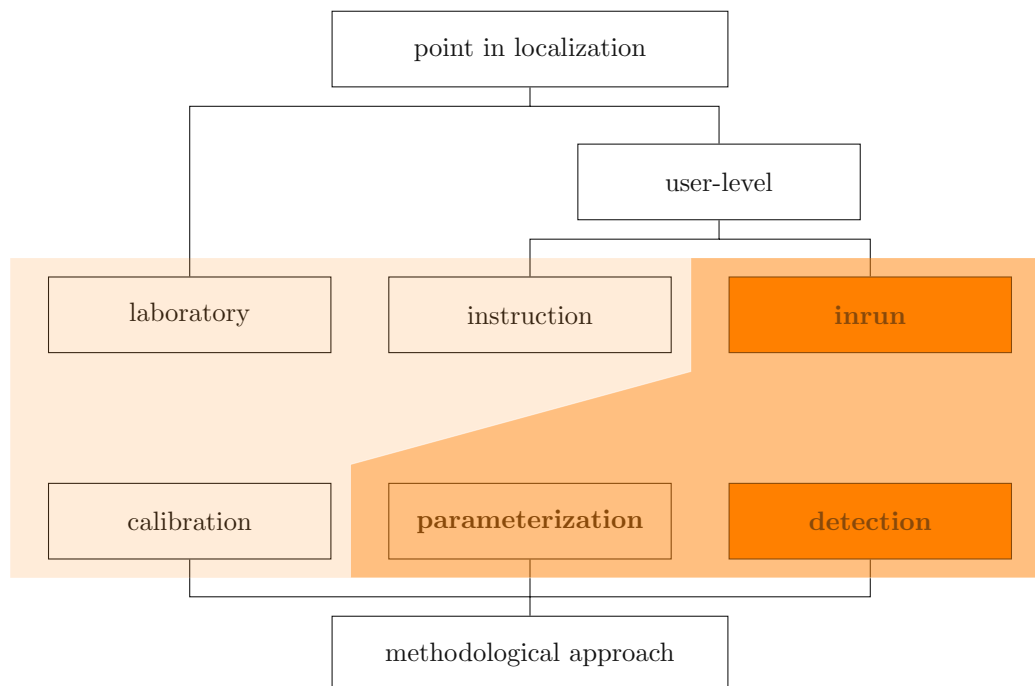 point in localization
user-level
laboratory
instruction
inrun
calibration
parameterization
detection
methodological approach